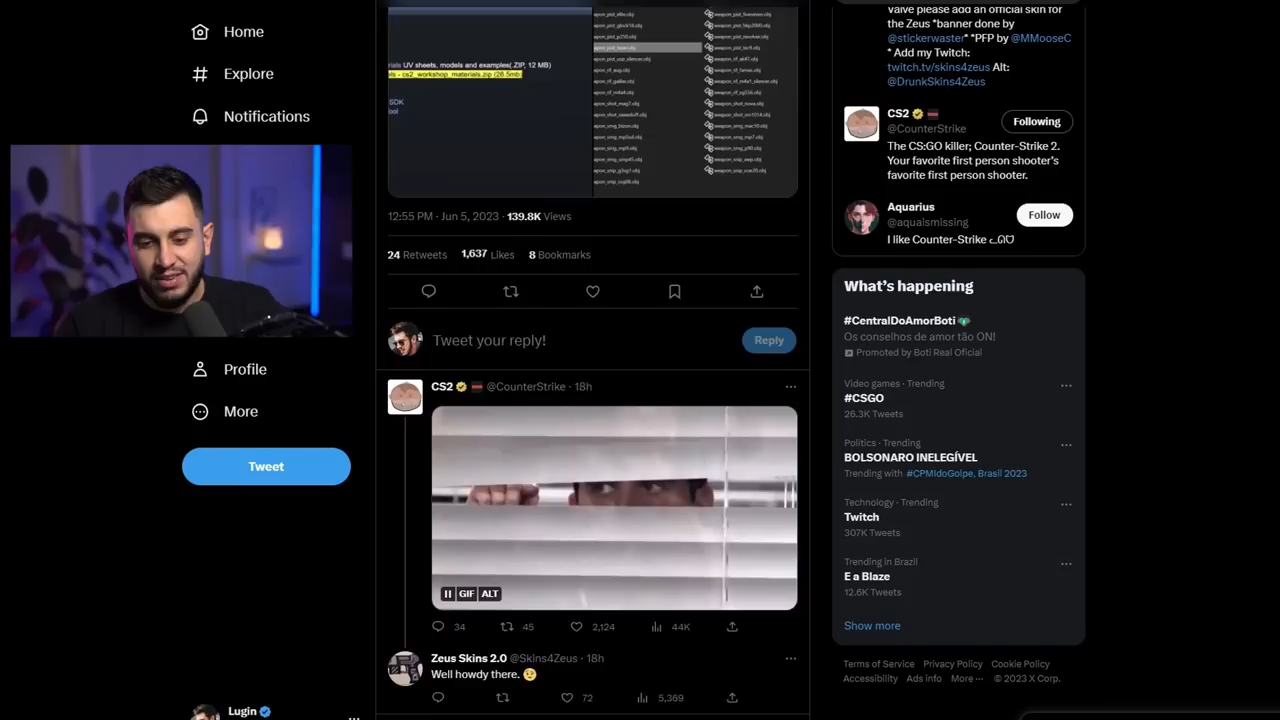 Home
Explore
Notifications
Profile
More
Tweet
Lugin
rials UV sheets, models and examples(.ZIP, 12 MB)
els - cs2_workshop_materials.zip (26.5mb)
SDK
ool
12:55 PM · Jun 5, 2023 · 139.8K Views
24 Retweets 1,637 Likes 8 Bookmarks
Tweet your reply!
Reply
CS2 @CounterStrike · 18h
GIF ALT
34 45 2,124 44K
Zeus Skins 2.0 @Skins4Zeus · 18h
Well howdy there.
72 5,369
Valve please add an official skin for
the Zeus *banner done by
@stickerwaster* *PFP by @MMooseC
* Add my Twitch:
twitch.tv/skins4zeus Alt:
@DrunkSkins4Zeus
CS2
@CounterStrike
Following
The CS:GO killer; Counter-Strike 2.
Your favorite first person shooter's
favorite first person shooter.
Aquarius
@aqualsmissing
Follow
I like Counter-Strike
What's happening
#CentralDoAmorBoti
Os conselhos de amor tão ON!
Promoted by Boti Real Oficial
Video games · Trending
#CSGO
26.3K Tweets
Politics · Trending
BOLSONARO INELEGÍVEL
Trending with #CPMIdoGolpe, Brasil 2023
Technology · Trending
Twitch
307K Tweets
Trending in Brazil
E a Blaze
12.6K Tweets
Show more
Terms of Service Privacy Policy Cookie Policy
Accessibility Ads info More ··· © 2023 X Corp.